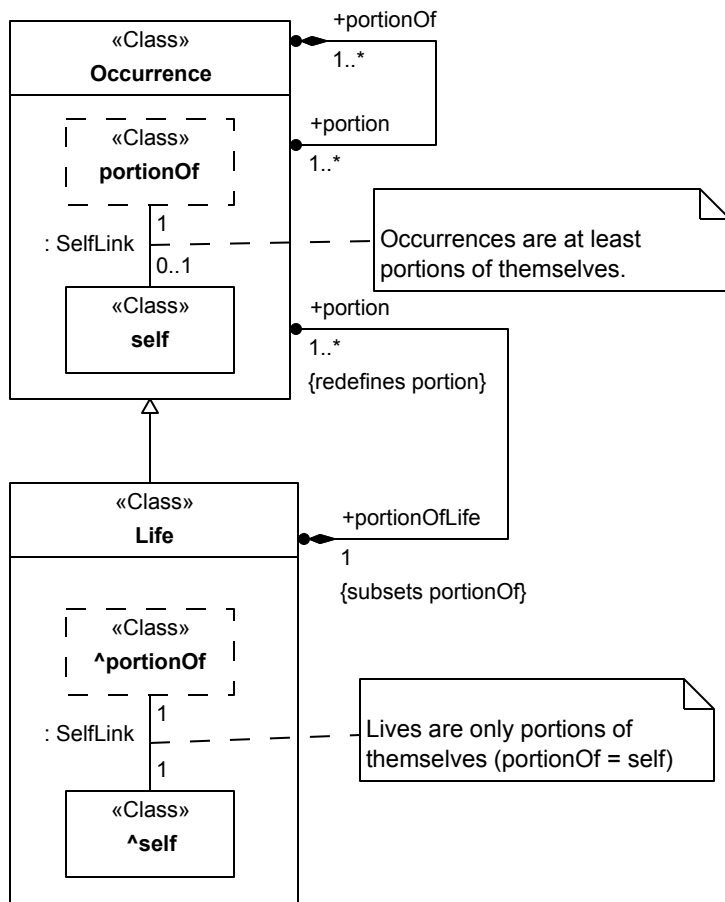 +portionOf
1..*
«Class»
Occurrence
«Class»
portionOf
+portion
1..*
1
: SelfLink
0..1
Occurrences are at least
portions of themselves.
«Class»
self
+portion
1..*
{redefines portion}
«Class»
Life
+portionOfLife
1
{subsets portionOf}
«Class»
^portionOf
1
: SelfLink
1
Lives are only portions of
themselves (portionOf = self)
«Class»
^self